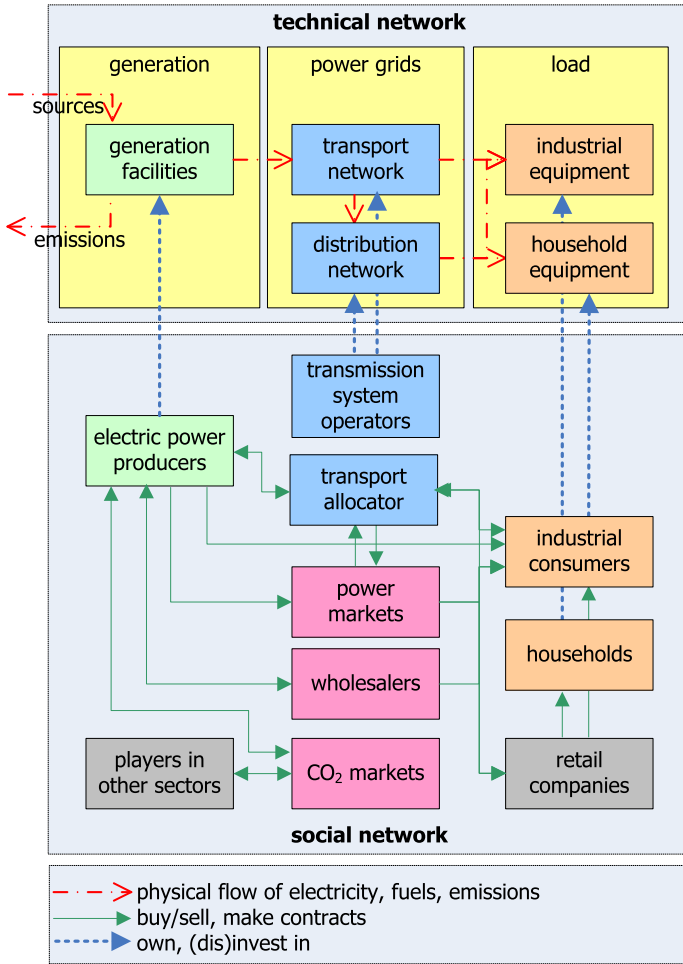 technical network
generation
power grids
load
sources
generation
facilities
transport
network
industrial
equipment
emissions
distribution
network
household
equipment
transmission
system
operators
electric power
producers
transport
allocator
industrial
consumers
power
markets
households
wholesalers
players in
other sectors
CO₂ markets
retail
companies
social network
physical flow of electricity, fuels, emissions
buy/sell, make contracts
own, (dis)invest in